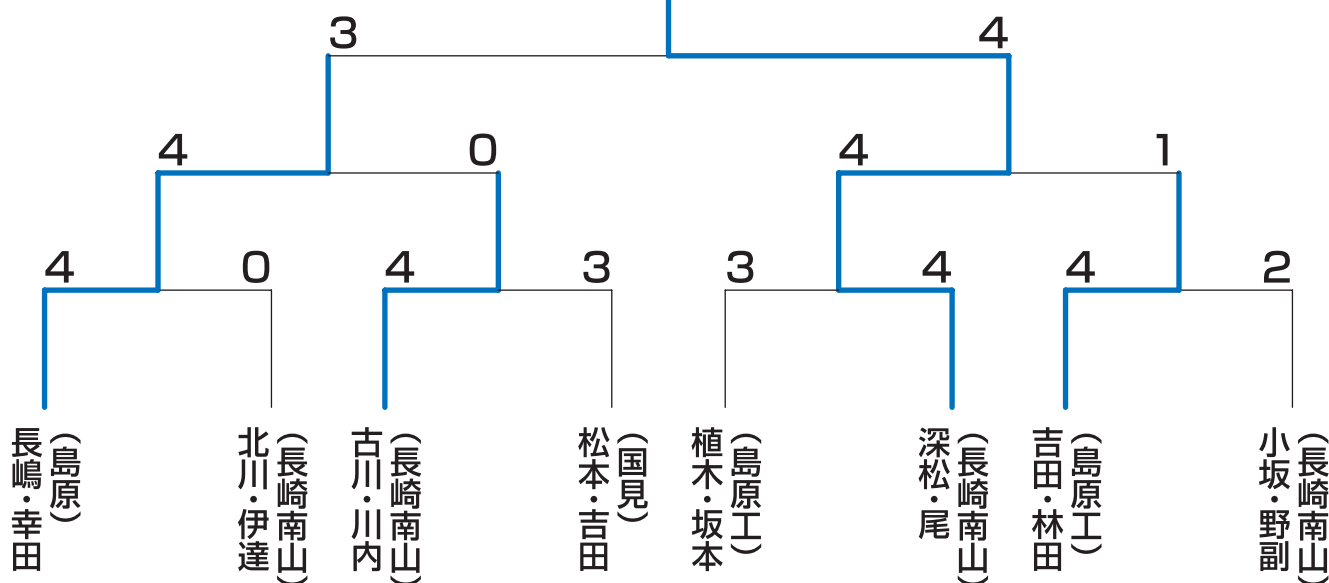 3
4
4
0
4
1
4
0
4
3
3
4
4
2
長嶋・幸田
(島原)
北川・伊達
(長崎南山)
古川・川内
(長崎南山)
松本・吉田
(国見)
植木・坂本
(島原工)
深松・尾
(長崎南山)
吉田・林田
(島原工)
小坂・野副
(長崎南山)